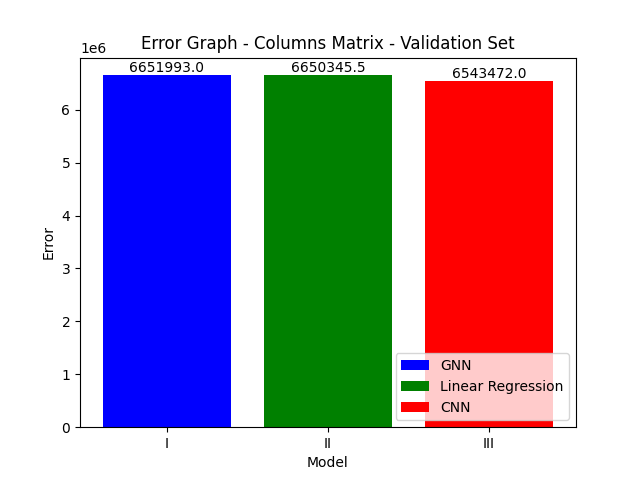 Error Graph - Columns Matrix - Validation Set
1e6
6651993.0
6650345.5
6543472.0
6
5
4
3
2
1
0
Error
GNN
Linear Regression
CNN
I
II
III
Model